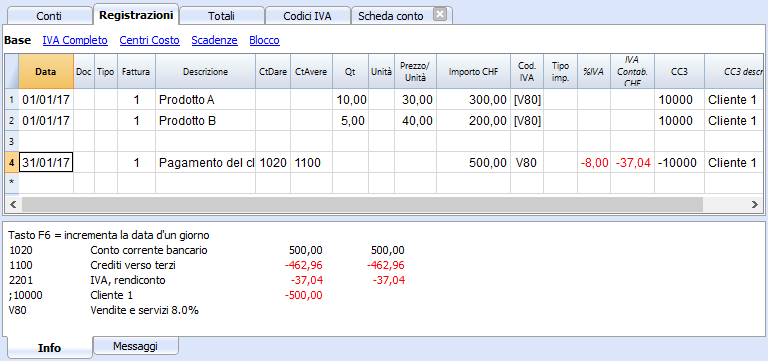 Conti Registrazioni Totali Codici IVA Scheda conto
Base IVA Completo Centri Costo Scadenze Blocco
Data Doc Tipo Fattura Descrizione CtDare CtAvere Qt Unità Prezzo/ Unità Importo CHF Cod. IVA Tipo imp. %IVA IVA Contab. CHF CC3 CC3 descr
1 01/01/17 1 Prodotto A 10,00 30,00 300,00 [V80] 10000 Cliente 1
2 01/01/17 1 Prodotto B 5,00 40,00 200,00 [V80] 10000 Cliente 1
3
4 31/01/17 1 Pagamento del cl 1020 1100 500,00 V80 -8,00 -37,04 -10000 Cliente 1
*
Tasto F6 = incrementa la data d'un giorno
1020 Conto corrente bancario 500,00 500,00
1100 Crediti verso terzi -462,96 -462,96
2201 IVA, rendiconto -37,04 -37,04
;10000 Cliente 1 -500,00
V80 Vendite e servizi 8.0%
Info Messaggi